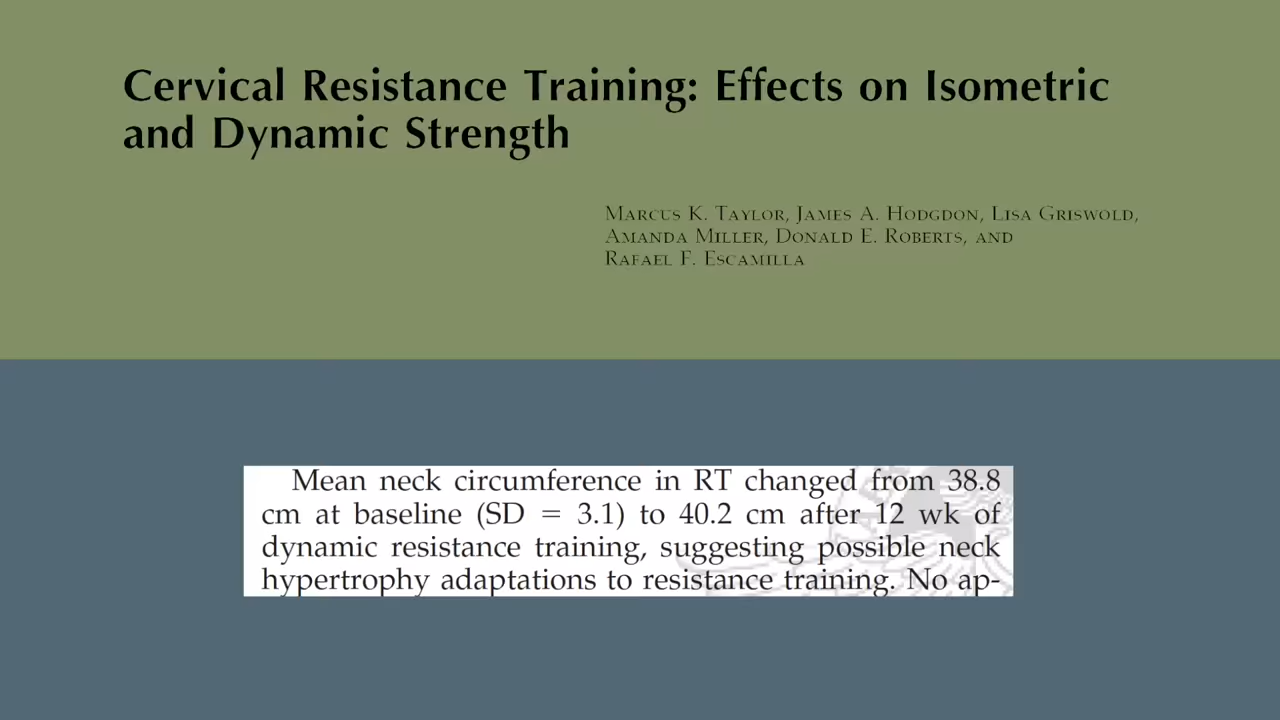 Cervical Resistance Training: Effects on Isometric
and Dynamic Strength
Marcus K. Taylor, James A. Hodgdon, Lisa Griswold,
Amanda Miller, Donald E. Roberts, and
Rafael F. Escamilla
Mean neck circumference in RT changed from 38.8
cm at baseline (SD = 3.1) to 40.2 cm after 12 wk of
dynamic resistance training, suggesting possible neck
hypertrophy adaptations to resistance training. No ap-